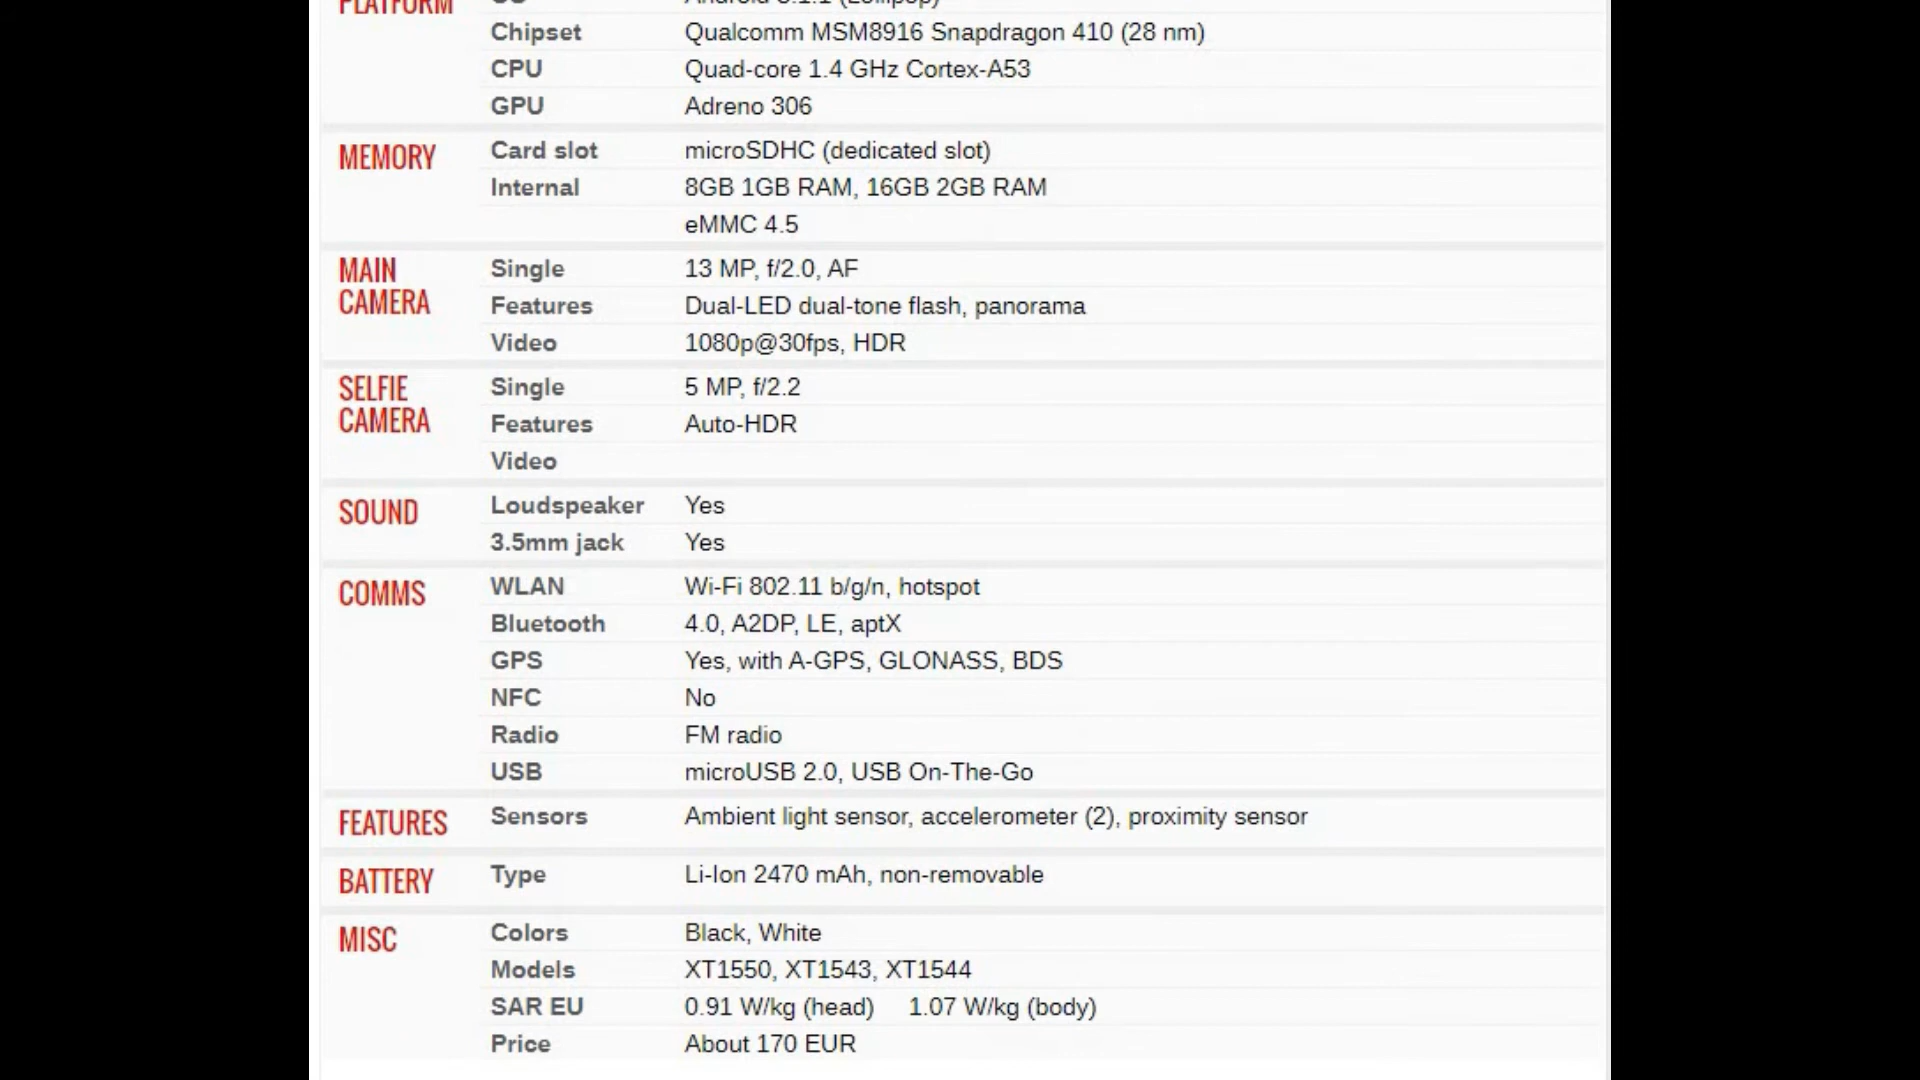 PLATFORM OS Android 5.1.1 (Lollipop)
Chipset Qualcomm MSM8916 Snapdragon 410 (28 nm)
CPU Quad-core 1.4 GHz Cortex-A53
GPU Adreno 306
MEMORY Card slot microSDHC (dedicated slot)
Internal 8GB 1GB RAM, 16GB 2GB RAM
eMMC 4.5
MAIN CAMERA Single 13 MP, f/2.0, AF
Features Dual-LED dual-tone flash, panorama
Video 1080p@30fps, HDR
SELFIE CAMERA Single 5 MP, f/2.2
Features Auto-HDR
Video
SOUND Loudspeaker Yes
3.5mm jack Yes
COMMS WLAN Wi-Fi 802.11 b/g/n, hotspot
Bluetooth 4.0, A2DP, LE, aptX
GPS Yes, with A-GPS, GLONASS, BDS
NFC No
Radio FM radio
USB microUSB 2.0, USB On-The-Go
FEATURES Sensors Ambient light sensor, accelerometer (2), proximity sensor
BATTERY Type Li-Ion 2470 mAh, non-removable
MISC Colors Black, White
Models XT1550, XT1543, XT1544
SAR EU 0.91 W/kg (head) 1.07 W/kg (body)
Price About 170 EUR